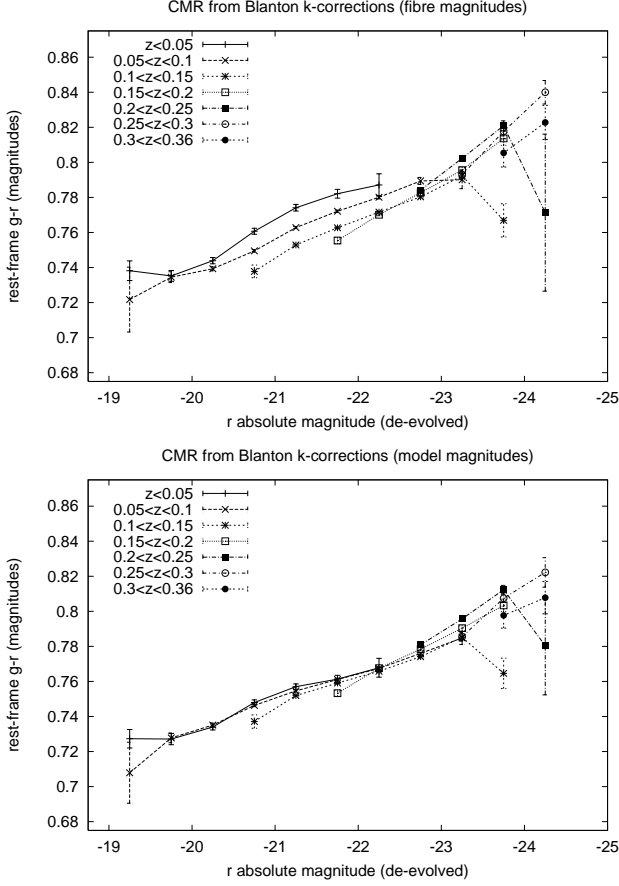 CMR from Blanton k-corrections (fibre magnitudes)
0.86
0.84
0.82
0.8
0.78
0.76
0.74
0.72
0.7
0.68
rest-frame g-r (magnitudes)
z<0.05
0.05<z<0.1
0.1<z<0.15
0.15<z<0.2
0.2<z<0.25
0.25<z<0.3
0.3<z<0.36
-19 -20 -21 -22 -23 -24 -25
r absolute magnitude (de-evolved)
CMR from Blanton k-corrections (model magnitudes)
0.86
0.84
0.82
0.8
0.78
0.76
0.74
0.72
0.7
0.68
rest-frame g-r (magnitudes)
z<0.05
0.05<z<0.1
0.1<z<0.15
0.15<z<0.2
0.2<z<0.25
0.25<z<0.3
0.3<z<0.36
-19 -20 -21 -22 -23 -24 -25
r absolute magnitude (de-evolved)